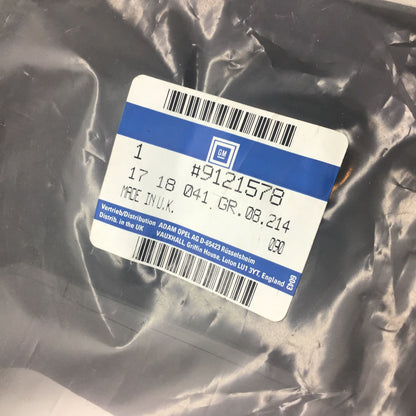 GM
1 #9121578
17 18 041.GR.08.214
MADE IN U.K. 090
Vertrieb/Distribution ADAM OPEL AG D-65423 Rüsselsheim
Distrib. in the UK VAUXHALL, Griffin House, Luton LU1 3YT, England